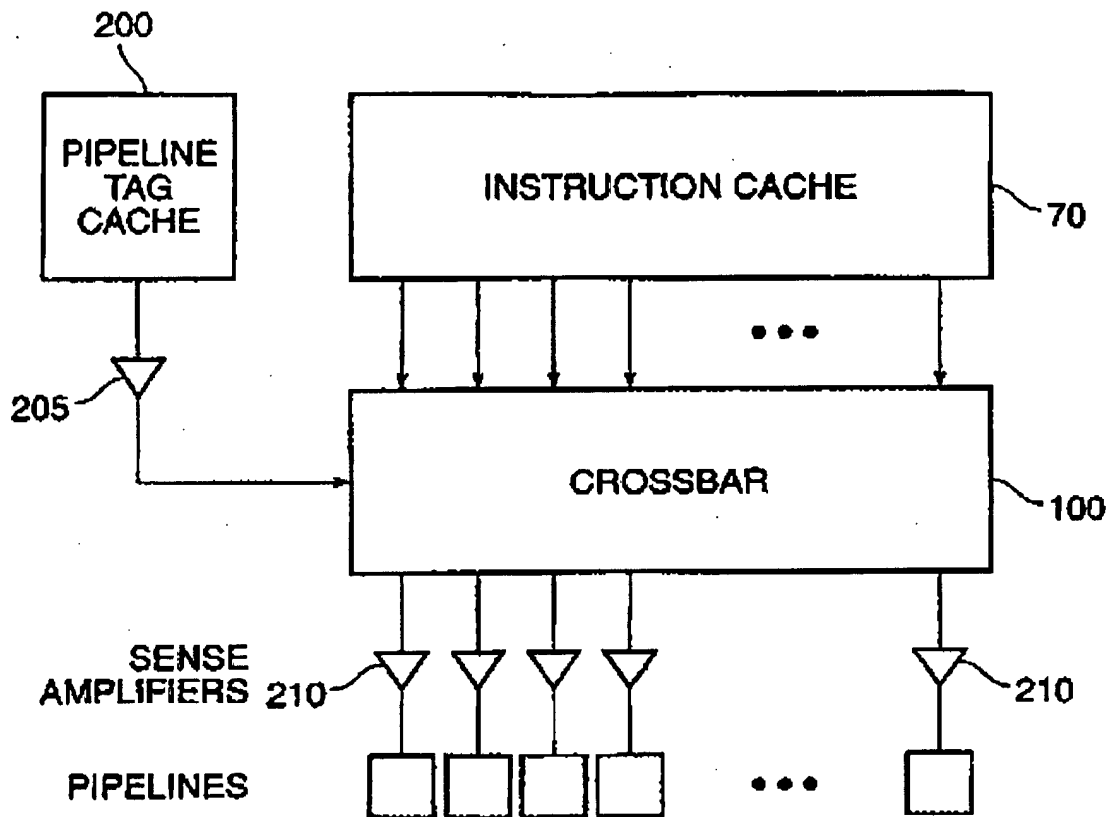 200
PIPELINE
TAG
CACHE
INSTRUCTION CACHE
70
205
CROSSBAR
100
SENSE
AMPLIFIERS
210
210
PIPELINES